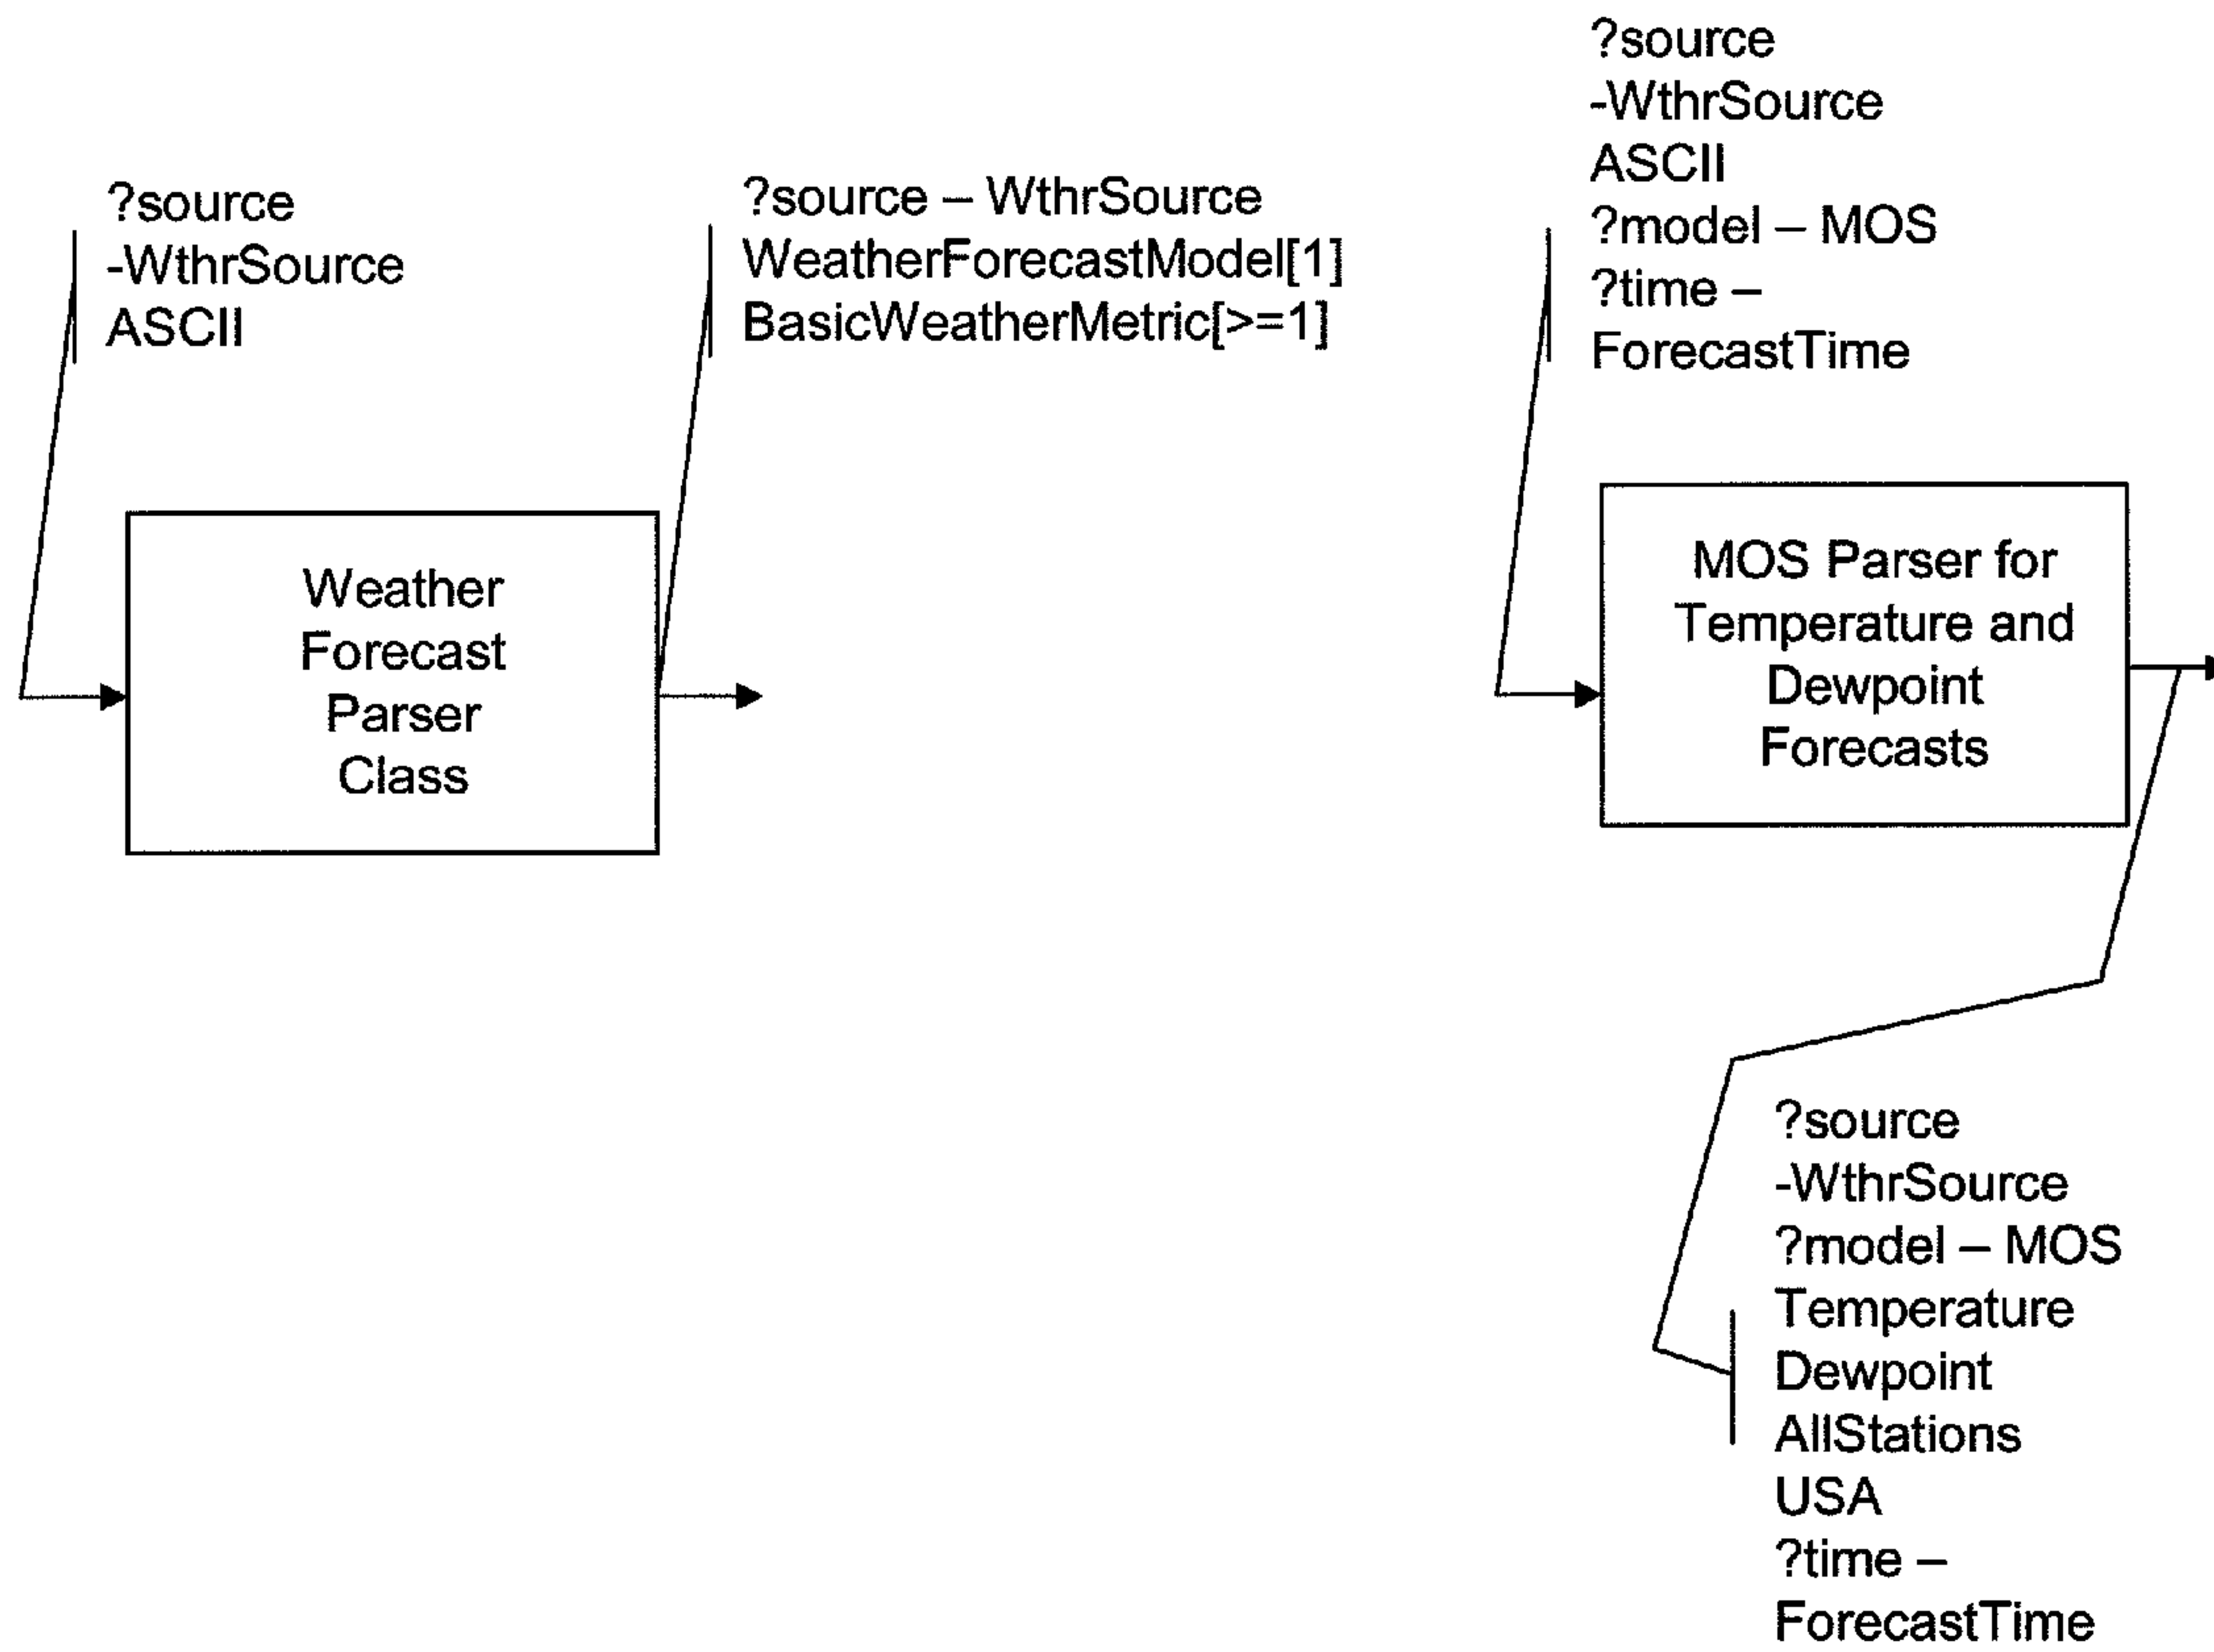 ?source
-WthrSource
ASCII
?source – WthrSource
WeatherForecastModel[1]
BasicWeatherMetric[>=1]
Weather
Forecast
Parser
Class
?source
-WthrSource
ASCII
?model – MOS
?time –
ForecastTime
MOS Parser for
Temperature and
Dewpoint
Forecasts
?source
-WthrSource
?model – MOS
Temperature
Dewpoint
AllStations
USA
?time –
ForecastTime